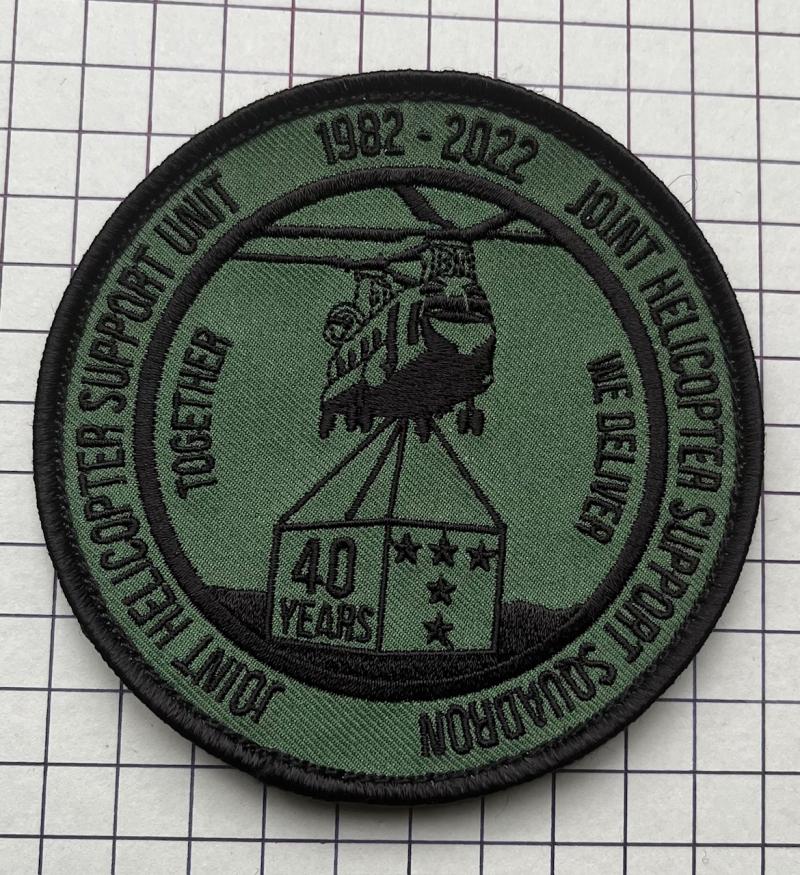 1982 - 2022
JOINT HELICOPTER SUPPORT UNIT
JOINT HELICOPTER SUPPORT SQUADRON
TOGETHER
WE DELIVER
40
YEARS